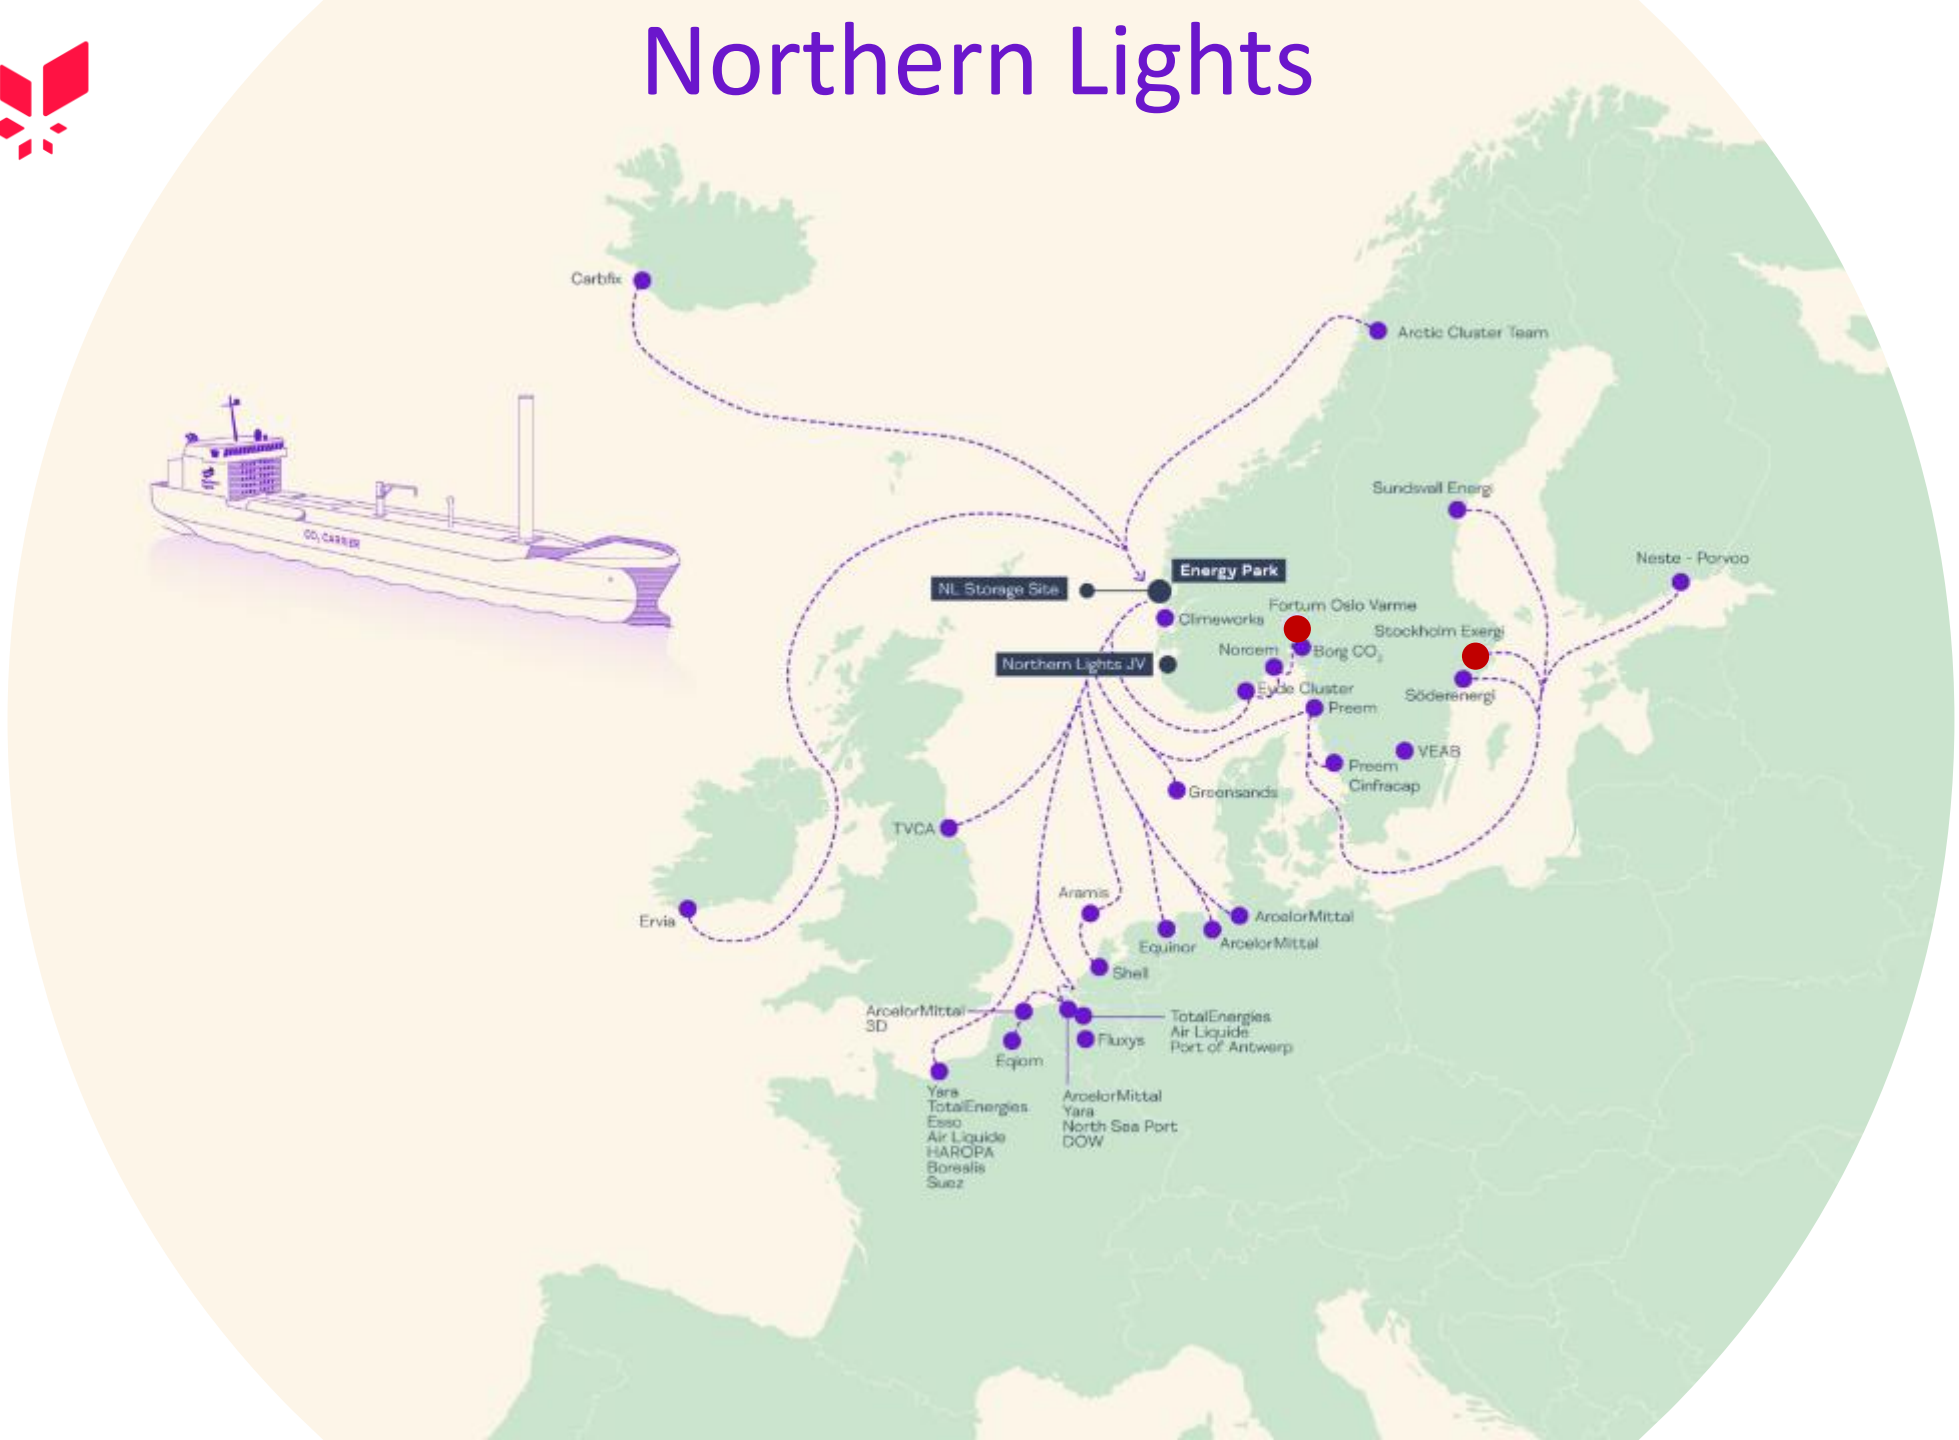 Northern Lights
Carbfix
Arctic Cluster Team
CO₂ CARRIER
Sundsvall Energi
Neste - Porvoo
Energy Park
NL Storage Site
Fortum Oslo Varme
Climeworks
Stockholm Exergi
Norcem
Borg CO₂
Northern Lights JV
Eyde Cluster
Söderenergi
Preem
VEAB
Preem
Cinfracap
Greensands
TVCA
Aramis
Ervia
ArcelorMittal
Equinor
ArcelorMittal
Shell
ArcelorMittal
3D
TotalEnergies
Air Liquide
Port of Antwerp
Fluxys
Eqiom
Yara
TotalEnergies
Esso
Air Liquide
HAROPA
Borealis
Suez
ArcelorMittal
Yara
North Sea Port
DOW